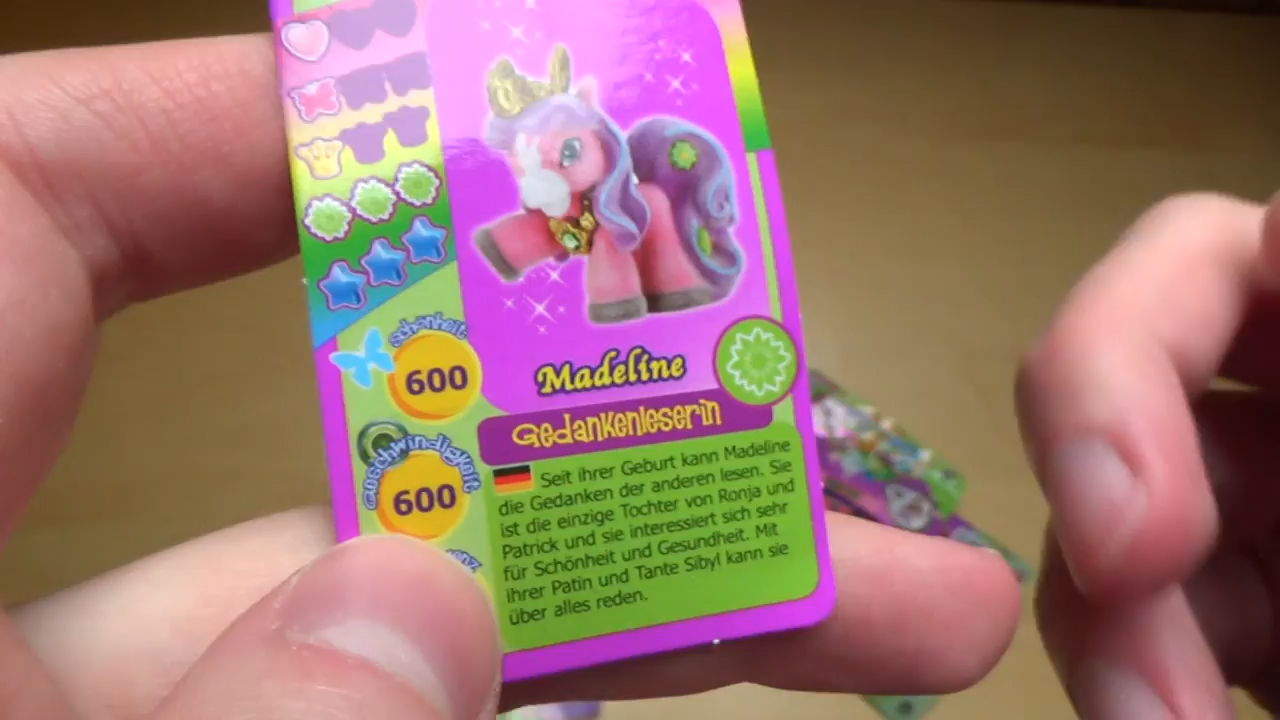 Schönheit
600
Geschwindigkeit
600
Madeline
Gedankenleserin
Seit ihrer Geburt kann Madeline
die Gedanken der anderen lesen. Sie
ist die einzige Tochter von Ronja und
Patrick und sie interessiert sich sehr
für Schönheit und Gesundheit. Mit
ihrer Patin und Tante Sibyl kann sie
über alles reden.